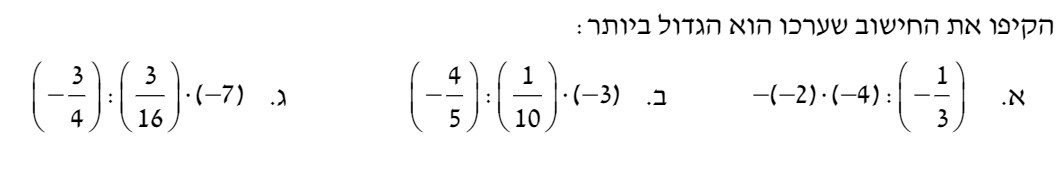 הקיפו את החישוב שערכו הוא הגדול ביותר:
א. −(−2)·(−4):(−1/3) ב. (−4/5):(1/10)·(−3) ג. (−3/4):(3/16)·(−7)